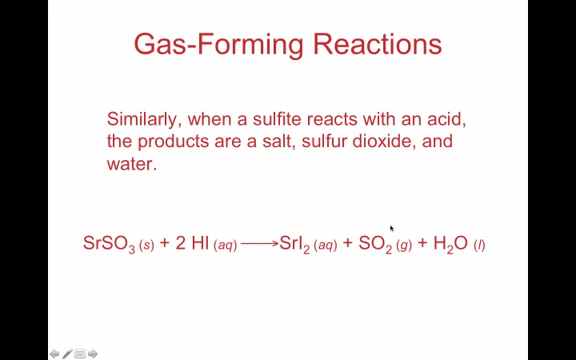 Gas-Forming Reactions
Similarly, when a sulfite reacts with an acid,
the products are a salt, sulfur dioxide, and
water.
SrSO₃ (s) + 2 HI (aq) ⟶ SrI₂ (aq) + SO₂ (g) + H₂O (l)